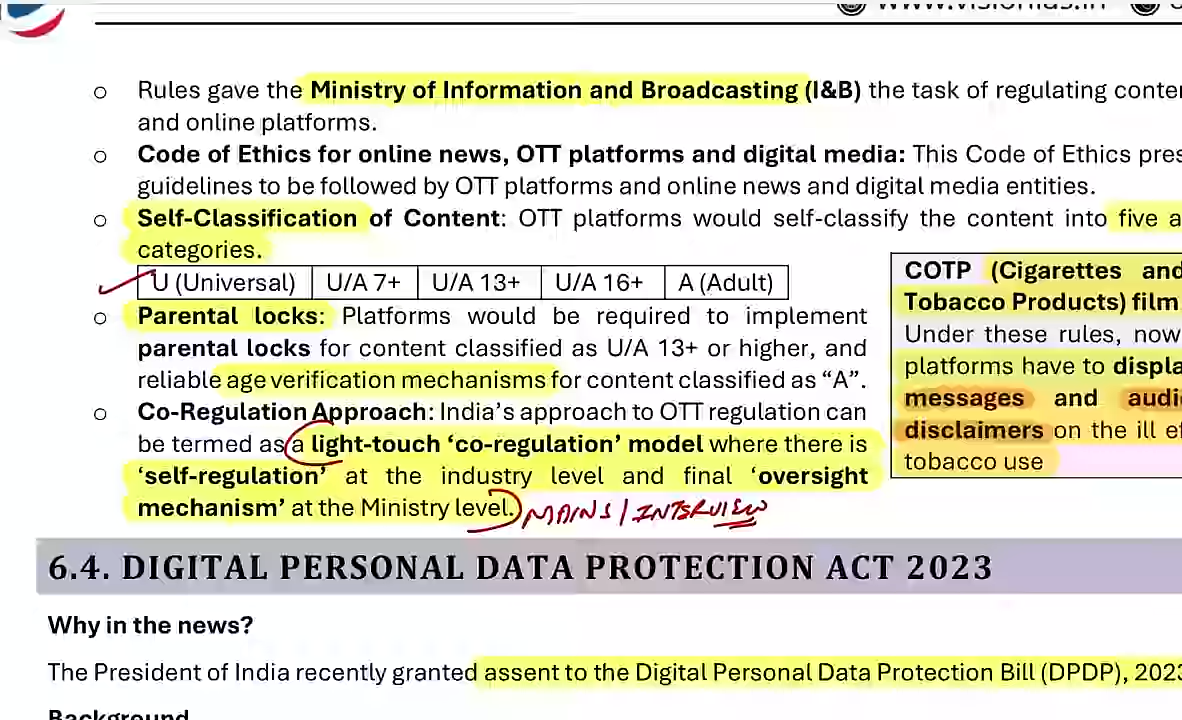 ○ Rules gave the Ministry of Information and Broadcasting (I&B) the task of regulating
and online platforms.
○ Code of Ethics for online news, OTT platforms and digital media: This Code of Ethics
guidelines to be followed by OTT platforms and online news and digital media entities.
○ Self-Classification of Content: OTT platforms would self-classify the content into five
categories.
U (Universal) U/A 7+ U/A 13+ U/A 16+ A (Adult)
○ Parental locks: Platforms would be required to implement
parental locks for content classified as U/A 13+ or higher, and
reliable age verification mechanisms for content classified as “A”.
○ Co-Regulation Approach: India’s approach to OTT regulation can
be termed as a light-touch ‘co-regulation’ model where there is
‘self-regulation’ at the industry level and final ‘oversight
mechanism’ at the Ministry level. MAINS / INTERVIEW
COTP (Cigarettes and
Tobacco Products) film
Under these rules, now
platforms have to
messages and
disclaimers on the ill
tobacco use
6.4. DIGITAL PERSONAL DATA PROTECTION ACT 2023
Why in the news?
The President of India recently granted assent to the Digital Personal Data Protection Bill (DPDP), 2023
Background